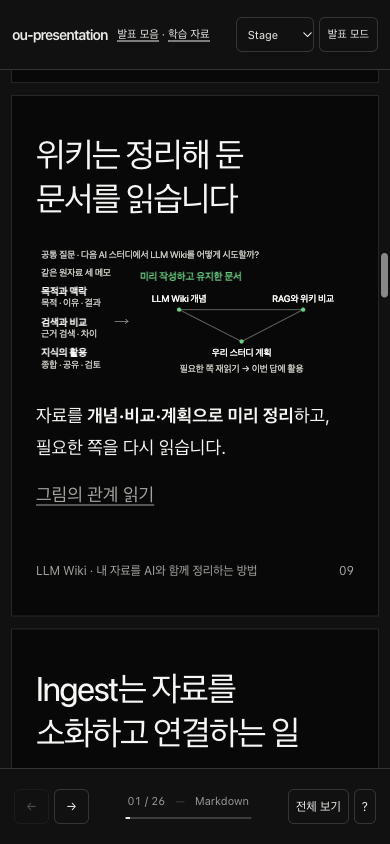 ou-presentation 발표 모음 · 학습 자료 Stage 발표 모드
위키는 정리해 둔
문서를 읽습니다
공통 질문 · 다음 AI 스터디에서 LLM Wiki를 어떻게 시도할까?
같은 원자료 세 메모
미리 작성하고 유지한 문서
목적과 맥락
목적 · 이유 · 결과
검색과 비교
근거 검색 · 차이
지식의 활용
종합 · 공유 · 검토
→
LLM Wiki 개념
RAG와 위키 비교
우리 스터디 계획
필요한 쪽 재읽기 → 이번 답에 활용
자료를 개념·비교·계획으로 미리 정리하고,
필요한 쪽을 다시 읽습니다.
그림의 관계 읽기
LLM Wiki · 내 자료를 AI와 함께 정리하는 방법 09
Ingest는 자료를
소화하고 연결하는 일
← → 01 / 26 — Markdown 전체 보기 ?